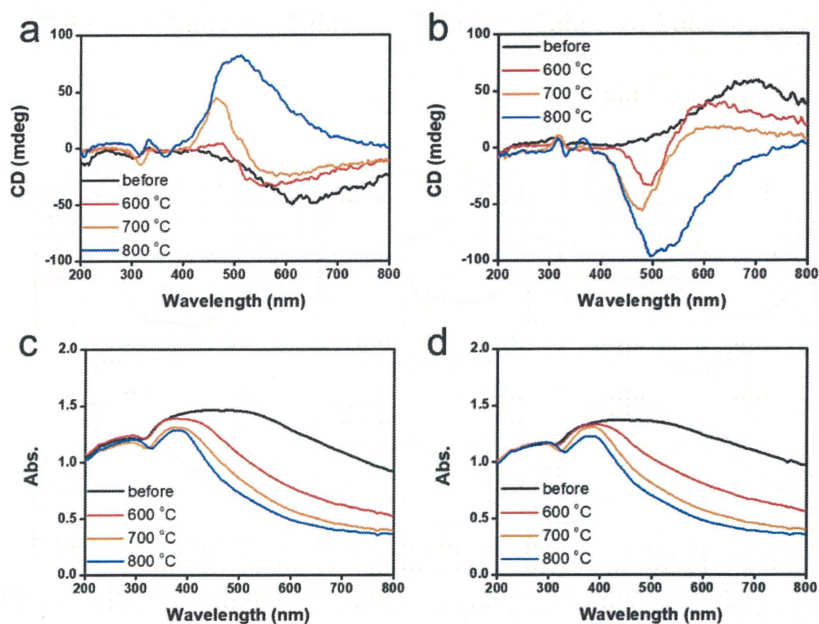 a
100
50
0
-50
-100
CD (mdeg)
before
600 °C
700 °C
800 °C
200 300 400 500 600 700 800
Wavelength (nm)
b
100
50
0
-50
-100
CD (mdeg)
before
600 °C
700 °C
800 °C
200 300 400 500 600 700 800
Wavelength (nm)
c
2.0
1.5
1.0
0.5
0.0
Abs.
before
600 °C
700 °C
800 °C
200 300 400 500 600 700 800
Wavelength (nm)
d
2.0
1.5
1.0
0.5
0.0
Abs.
before
600 °C
700 °C
800 °C
200 300 400 500 600 700 800
Wavelength (nm)